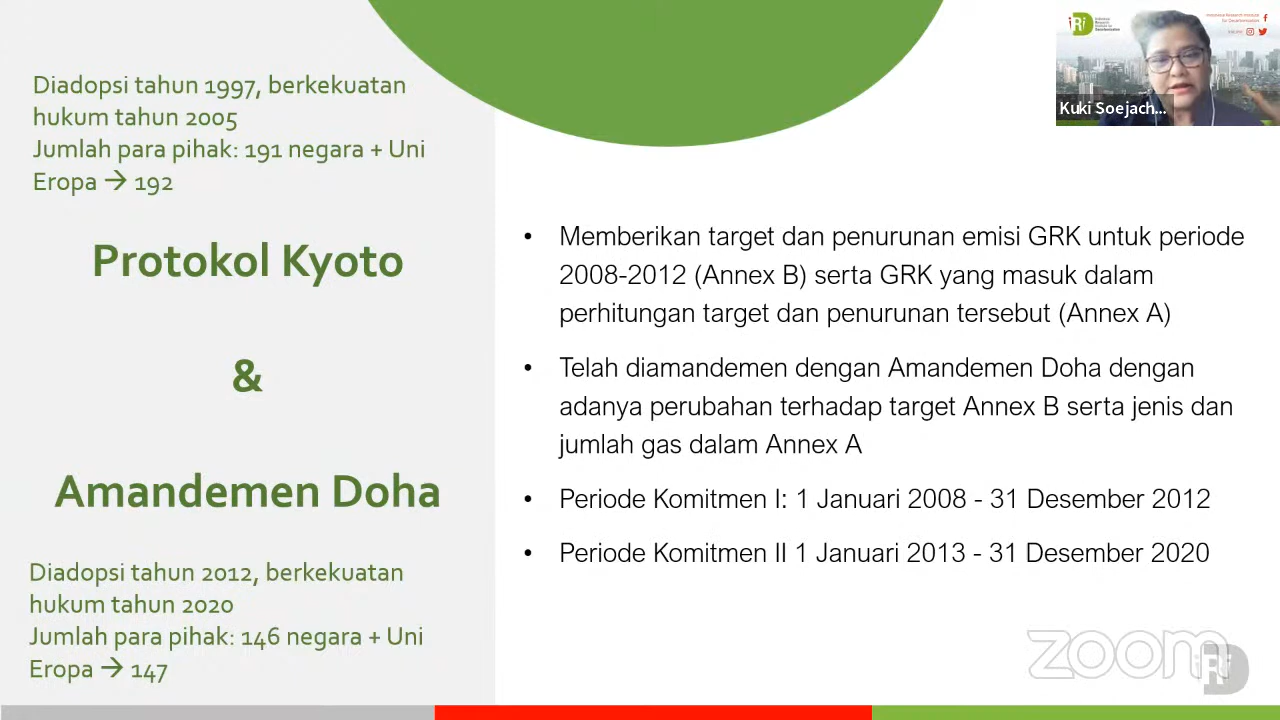 Diadopsi tahun 1997, berkekuatan
hukum tahun 2005
Jumlah para pihak: 191 negara + Uni
Eropa → 192
Protokol Kyoto
&
Amandemen Doha
Diadopsi tahun 2012, berkekuatan
hukum tahun 2020
Jumlah para pihak: 146 negara + Uni
Eropa → 147
• Memberikan target dan penurunan emisi GRK untuk periode
2008-2012 (Annex B) serta GRK yang masuk dalam
perhitungan target dan penurunan tersebut (Annex A)
• Telah diamandemen dengan Amandemen Doha dengan
adanya perubahan terhadap target Annex B serta jenis dan
jumlah gas dalam Annex A
• Periode Komitmen I: 1 Januari 2008 - 31 Desember 2012
• Periode Komitmen II 1 Januari 2013 - 31 Desember 2020
iRi
Kuki Soejach...
zoom
iRi